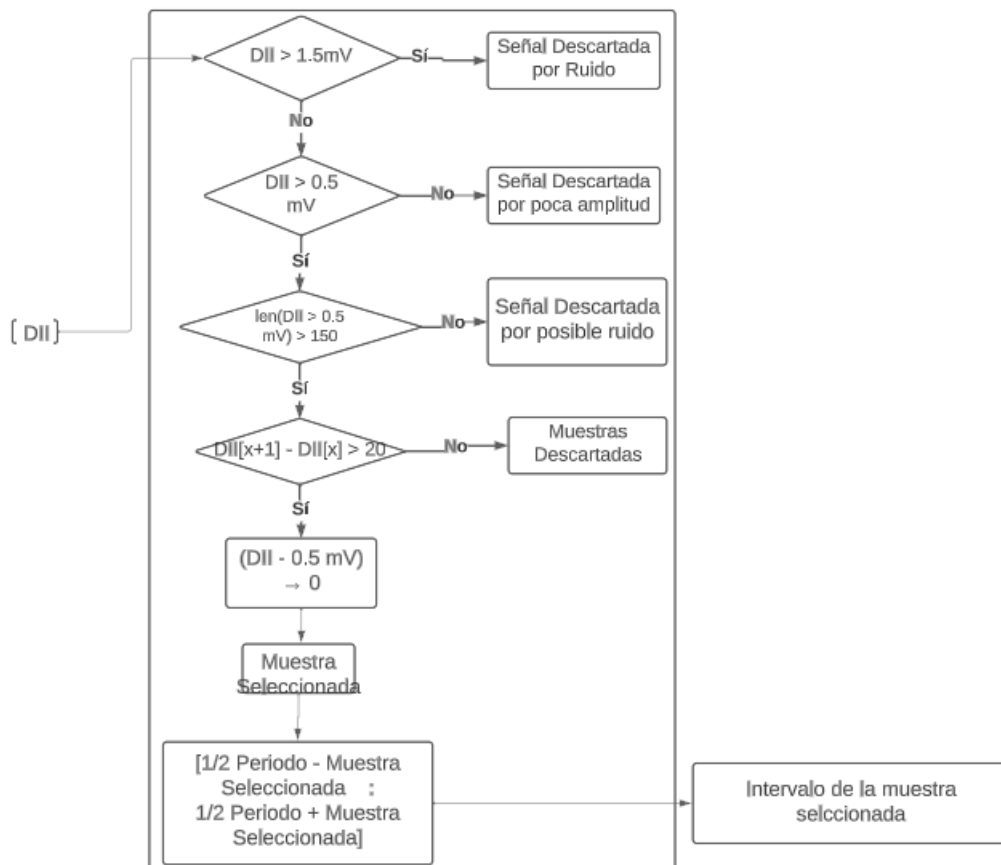 DII > 1.5mV
Sí
Señal Descartada
por Ruido
No
DII > 0.5
mV
No
Señal Descartada
por poca amplitud
Sí
[ DII ]
len(DII > 0.5
mV) > 150
No
Señal Descartada
por posible ruido
Sí
DII[x+1] - DII[x] > 20
No
Muestras
Descartadas
Sí
(DII - 0.5 mV)
→ 0
Muestra
Seleccionada
[1/2 Periodo - Muestra
Seleccionada :
1/2 Periodo + Muestra
Seleccionada]
Intervalo de la muestra
selccionada